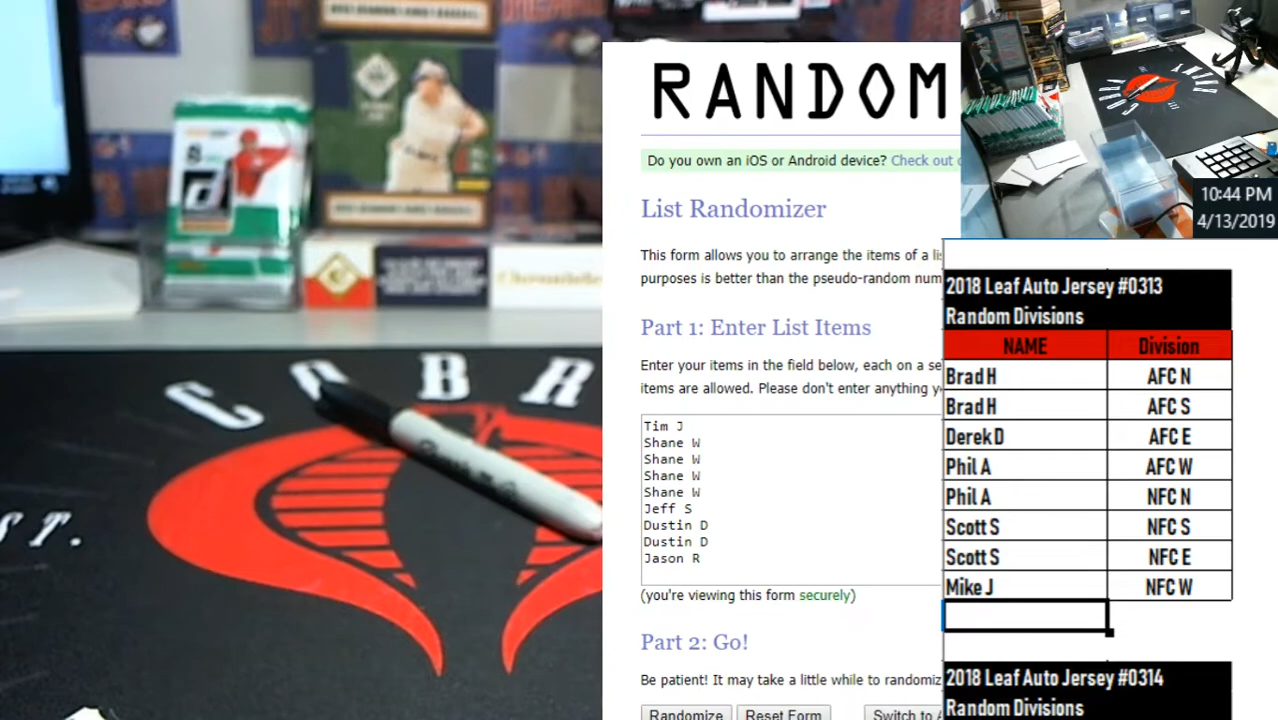 RANDOM
Do you own an iOS or Android device? Check out
List Randomizer
This form allows you to arrange the items of a
purposes is better than the pseudo-random num
Part 1: Enter List Items
Enter your items in the field below, each on a
items are allowed. Please don't enter anything
Tim J
Shane W
Shane W
Shane W
Shane W
Jeff S
Dustin D
Dustin D
Jason R
(you're viewing this form securely)
Part 2: Go!
Be patient! It may take a little while to randomiz
Randomize Reset Form Switch to
10:44 PM
4/13/2019
2018 Leaf Auto Jersey #0313
Random Divisions
NAME Division
Brad H AFC N
Brad H AFC S
Derek D AFC E
Phil A AFC W
Phil A NFC N
Scott S NFC S
Scott S NFC E
Mike J NFC W
2018 Leaf Auto Jersey #0314
Random Divisions
COBR
ST.